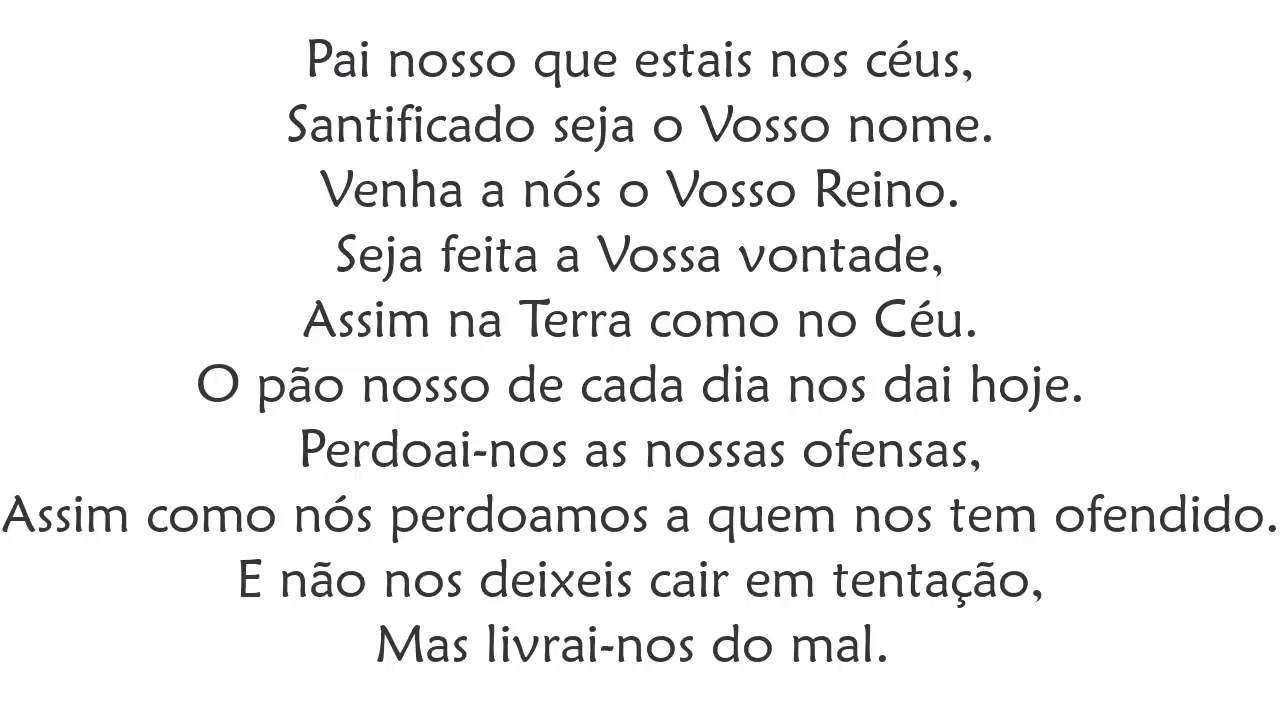 Pai nosso que estais nos céus,
Santificado seja o Vosso nome.
Venha a nós o Vosso Reino.
Seja feita a Vossa vontade,
Assim na Terra como no Céu.
O pão nosso de cada dia nos dai hoje.
Perdoai-nos as nossas ofensas,
Assim como nós perdoamos a quem nos tem ofendido.
E não nos deixeis cair em tentação,
Mas livrai-nos do mal.